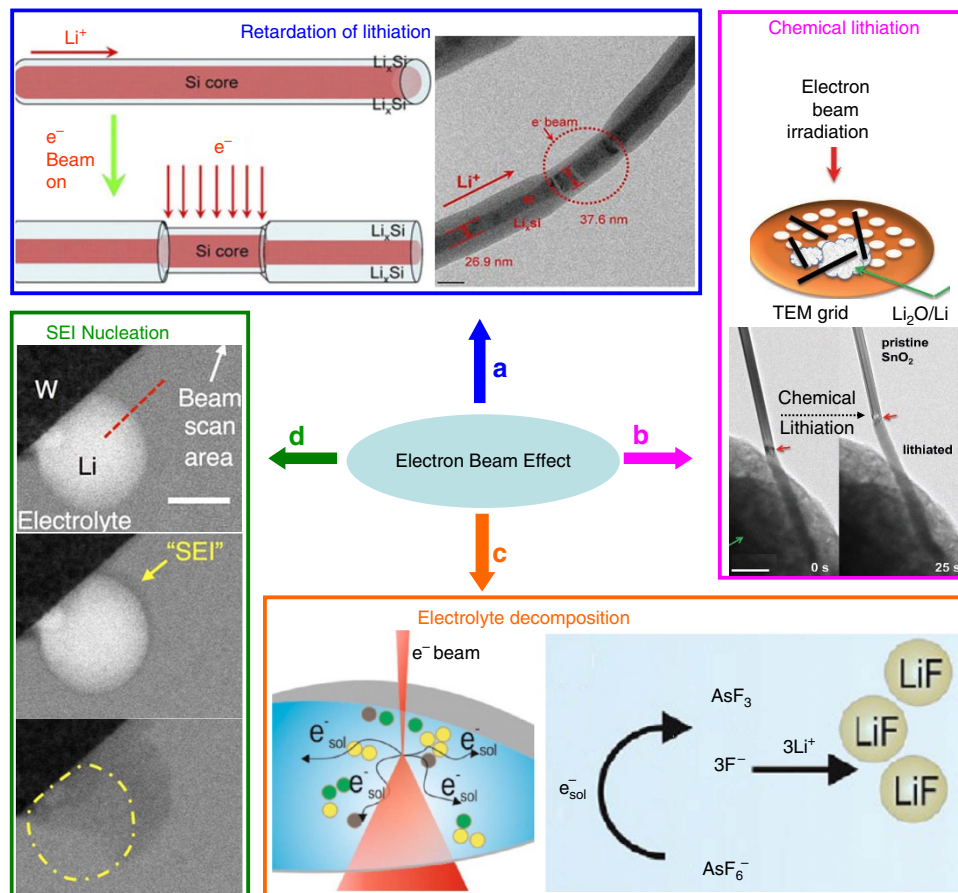 Retardation of lithiation
Li⁺
LiₓSi
Si core
LiₓSi
e⁻
Beam
on
e⁻
LiₓSi
Si core
LiₓSi
e⁻ beam
Li⁺
Liₓsi
37.6 nm
26.9 nm
Chemical lithiation
Electron
beam
irradiation
TEM grid
Li₂O/Li
pristine
SnO₂
Chemical
Lithiation
lithiated
0 s
25 s
a
b
c
d
Electron Beam Effect
SEI Nucleation
W
Beam
scan
area
Li
Electrolyte
“SEI”
Electrolyte decomposition
e⁻ beam
e⁻sol
e⁻sol
e⁻sol
e⁻sol
AsF₃
3F⁻
3Li⁺
e⁻sol
AsF₆⁻
LiF
LiF
LiF